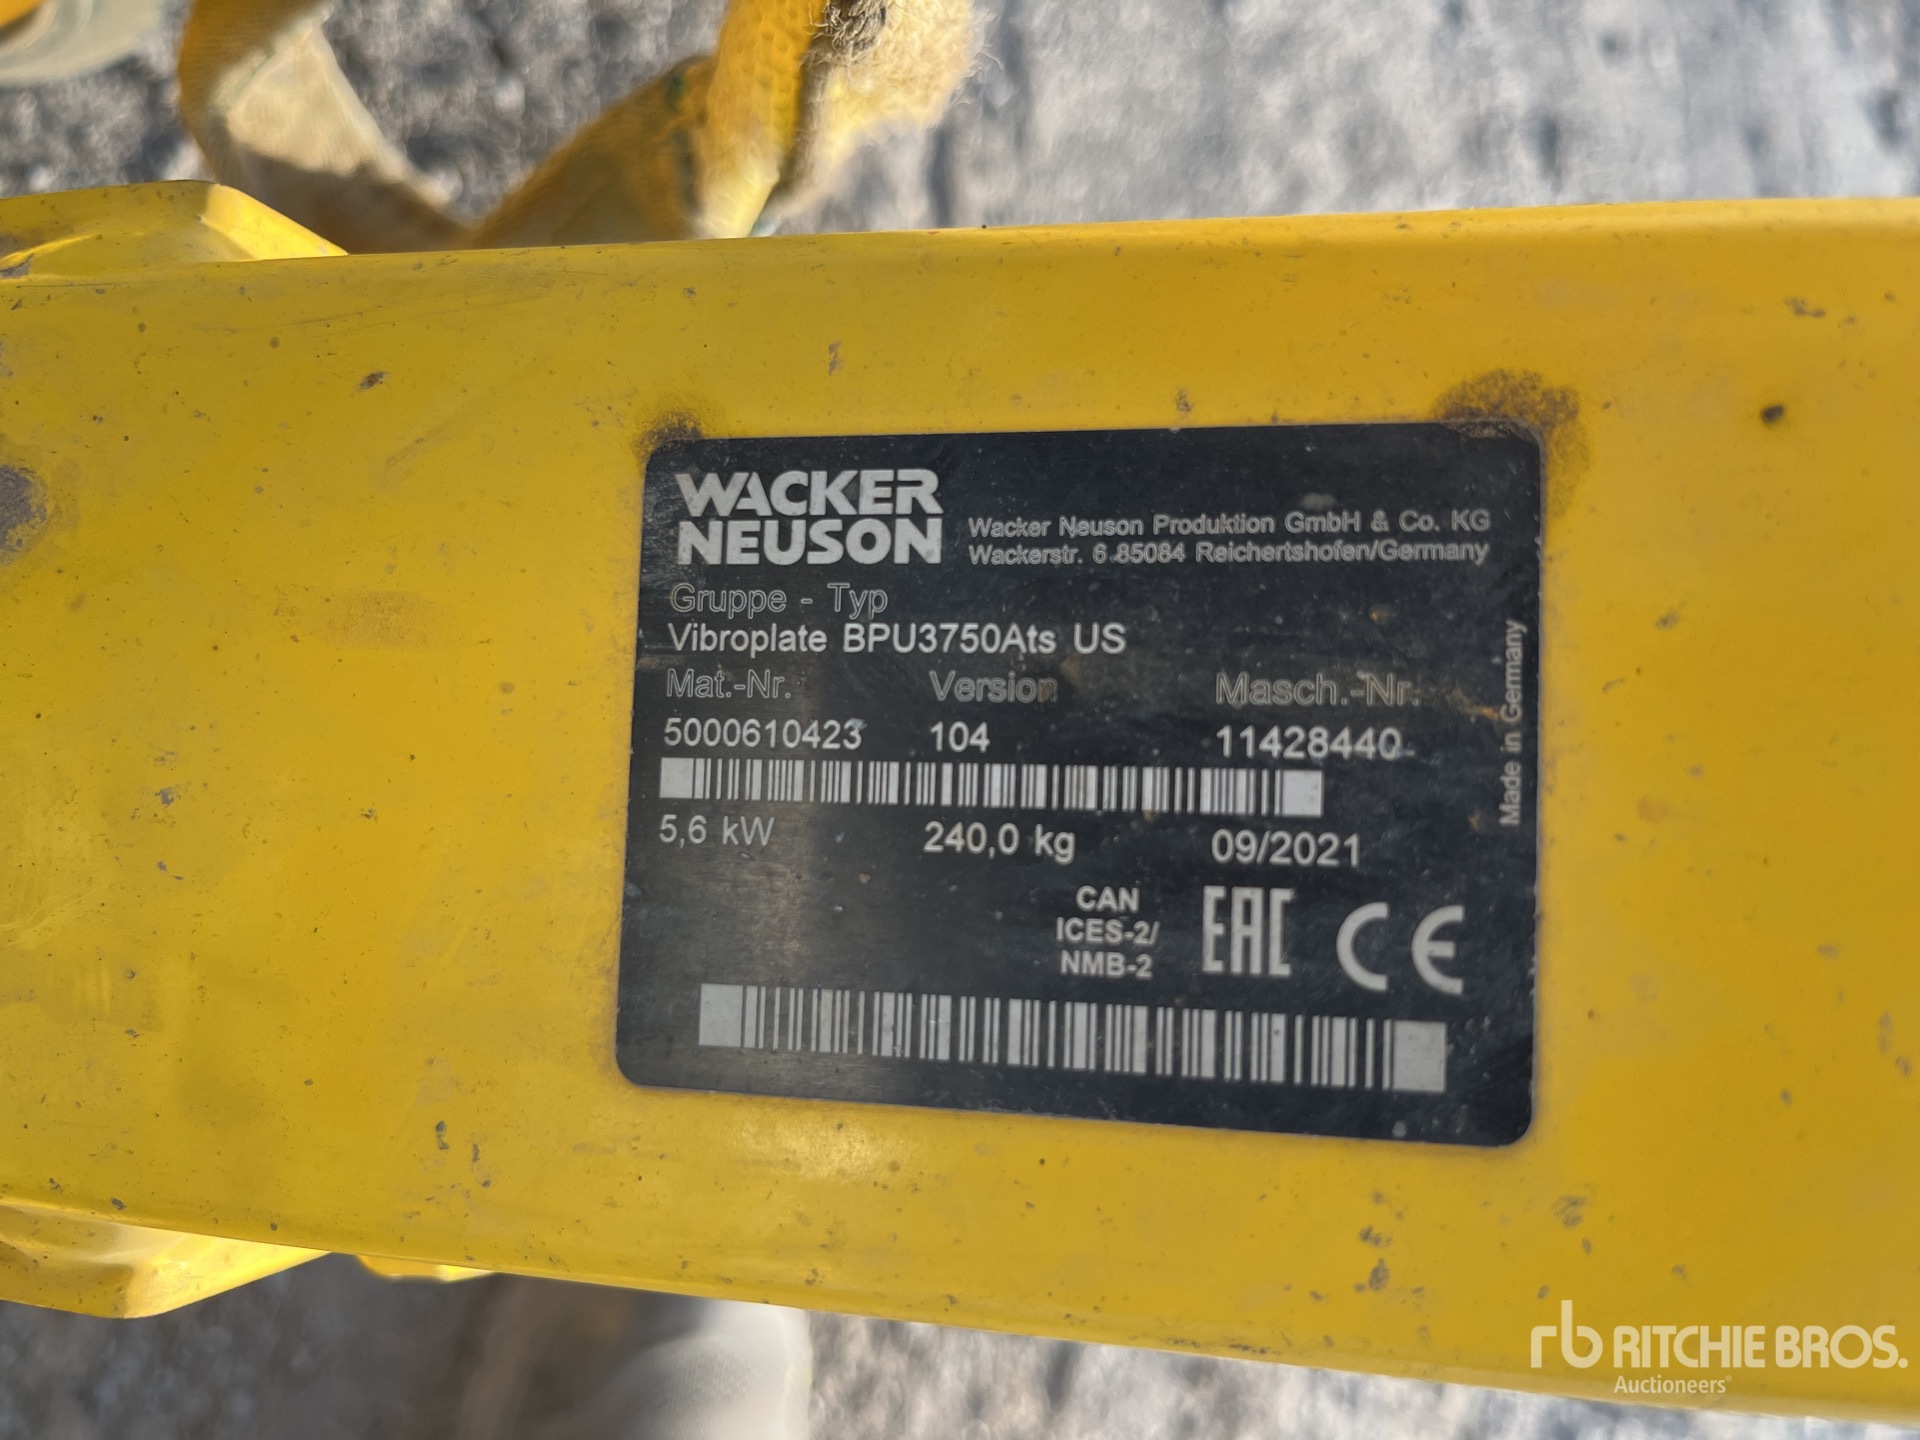 WACKER
NEUSON
Wacker Neuson Produktion GmbH & Co. KG
Wackerstr. 6 85084 Reichertshofen/Germany
Gruppe - Typ
Vibroplate BPU3750Ats US
Mat.-Nr. Version Masch.-Nr.
5000610423 104 11428440
5,6 kW 240,0 kg 09/2021
Made in Germany
CAN
ICES-2/
NMB-2
EAC CE
rb RITCHIE BROS.
Auctioneers